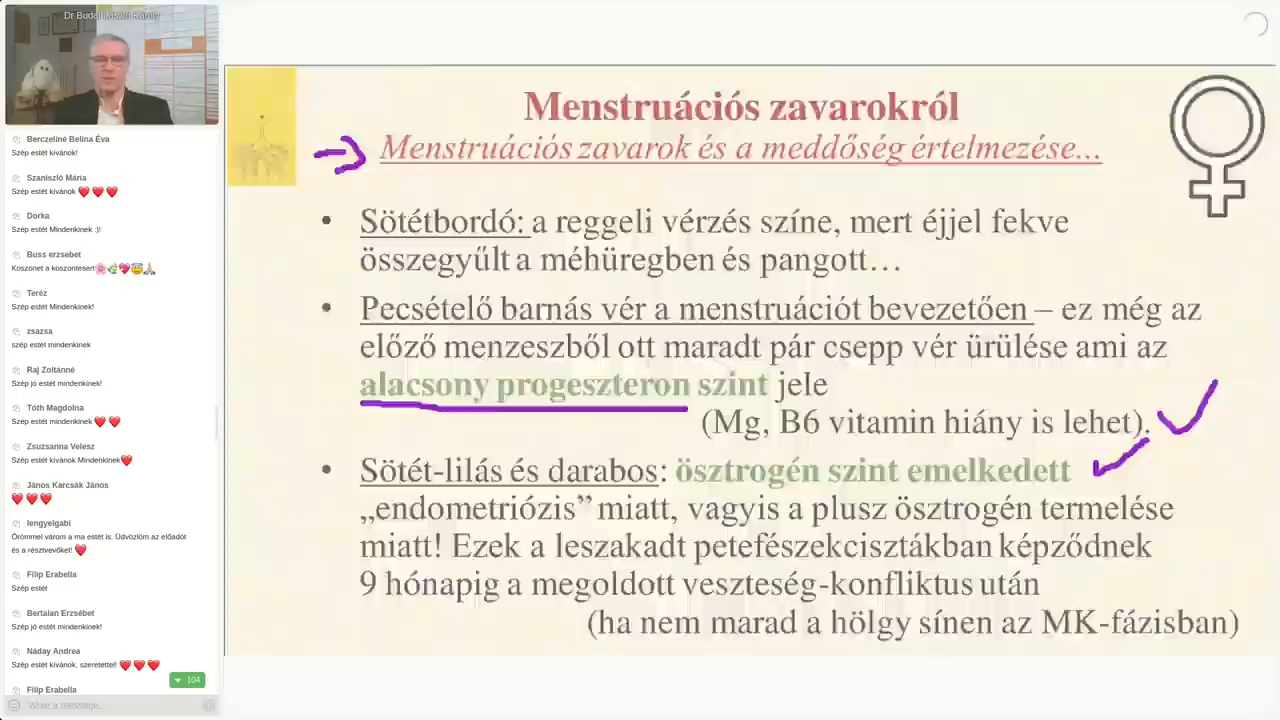 Dr Budai László Károly
Berczeliné Belina Éva
Szép estét kívánok!
Szaniszló Mária
Szép estét kívánok ❤️ ❤️ ❤️
Dorka
Szép estét Mindenkinek :)!
Buss erzsebet
Koszonet a koszontesert🌸🌿💖😇🙏🏼
Teréz
Szép estét Mindenkinek!
zsazsa
szép estét mindenkinek
Raj Zoltánné
Szép jó estét mindenkinek!
Tóth Magdolna
Szép estét mindenkinek ❤️ ❤️
Zsuzsanna Velesz
Szép estét kívánok Mindenkinek❤️
János Karcsák János
❤️❤️❤️
lengyelgabi
Örömmel várom a ma estét is. Üdvözlöm az előadót
és a résztvevőket! ❤️
Filip Erabella
Szép estét
Bertalan Erzsébet
Szép jó estét mindenkinek!
Náday Andrea
Szép estét kívánok, szeretettel! ❤️ ❤️ ❤️
104
Filip Erabella
Write a message...
Menstruációs zavarokról
Menstruációs zavarok és a meddőség értelmezése...
• Sötétbordó: a reggeli vérzés színe, mert éjjel fekve
összegyűlt a méhüregben és pangott…
• Pecsételő barnás vér a menstruációt bevezetően – ez még az
előző menzeszből ott maradt pár csepp vér ürülése ami az
alacsony progeszteron szint jele
(Mg, B6 vitamin hiány is lehet).
• Sötét-lilás és darabos: ösztrogén szint emelkedett
„endometriózis” miatt, vagyis a plusz ösztrogén termelése
miatt! Ezek a leszakadt petefészekcisztákban képződnek
9 hónapig a megoldott veszteség-konfliktus után
(ha nem marad a hölgy sínen az MK-fázisban)